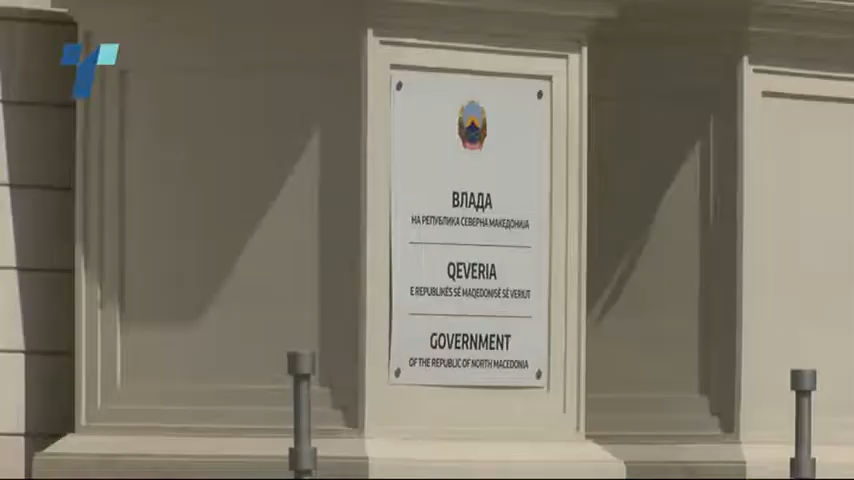 ВЛАДА
НА РЕПУБЛИКА СЕВЕРНА МАКЕДОНИЈА
QEVERIA
E REPUBLIKËS SË MAQEDONISË SË VERIUT
GOVERNMENT
OF THE REPUBLIC OF NORTH MACEDONIA